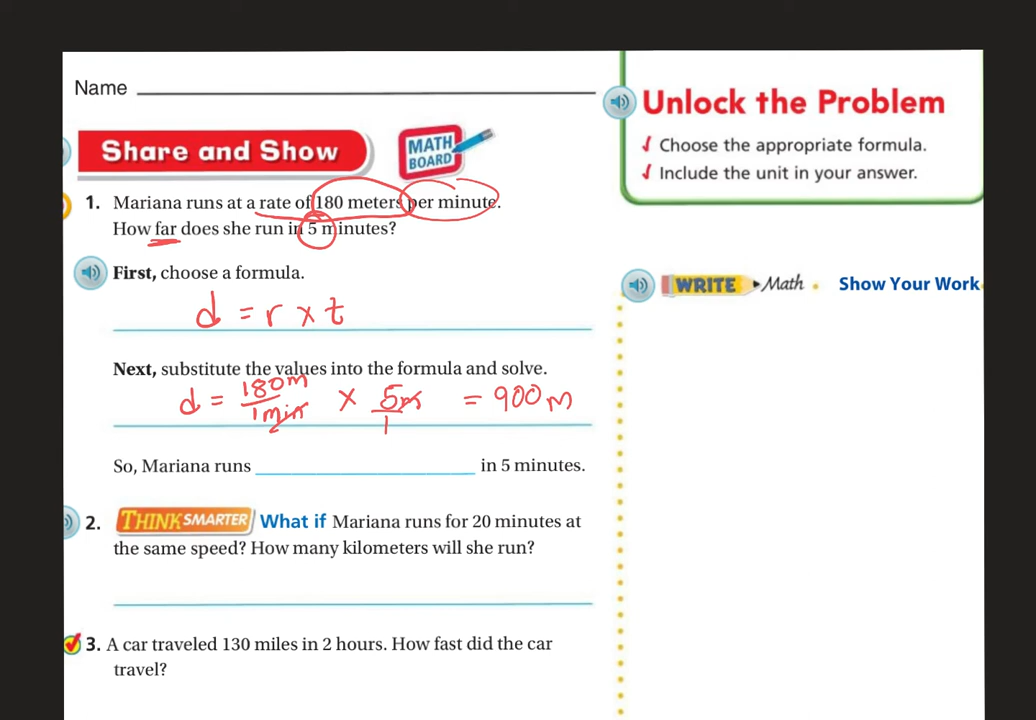 Name
Unlock the Problem
√ Choose the appropriate formula.
√ Include the unit in your answer.
Share and Show
MATH
BOARD
1. Mariana runs at a rate of 180 meters per minute.
How far does she run in 5 minutes?
First, choose a formula.
d = r x t
Next, substitute the values into the formula and solve.
d = 180m/1min x 5m/1 = 900 m
So, Mariana runs in 5 minutes.
WRITE Math Show Your Work
2. THINK SMARTER What if Mariana runs for 20 minutes at
the same speed? How many kilometers will she run?
3. A car traveled 130 miles in 2 hours. How fast did the car
travel?